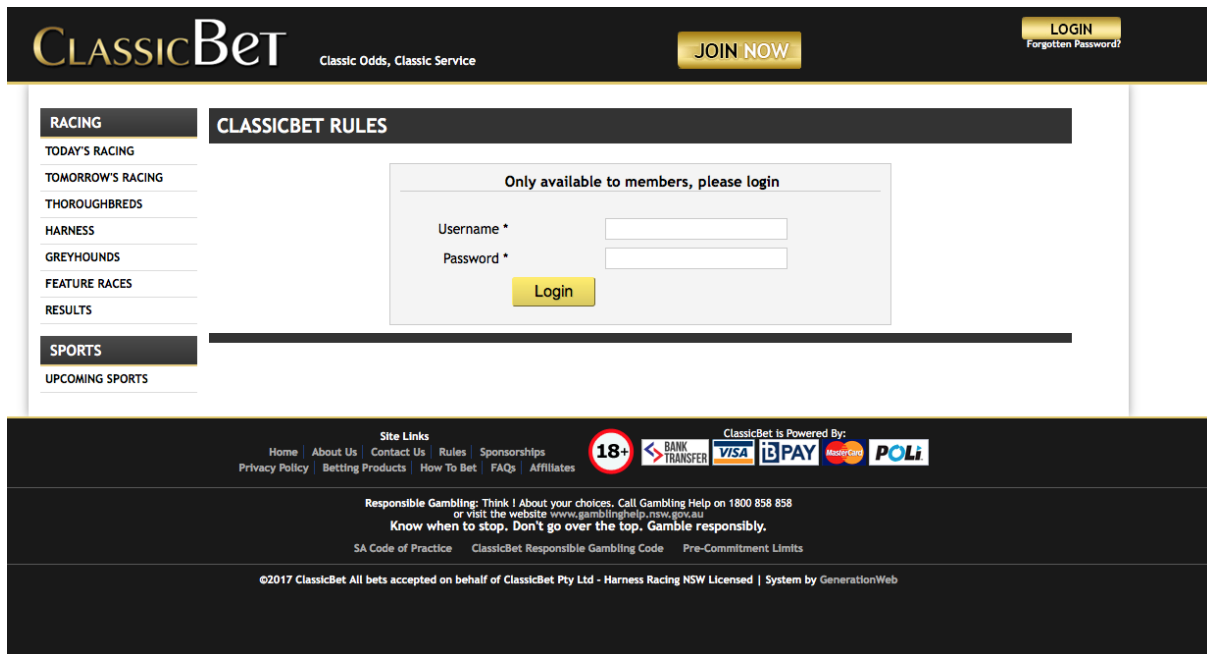 CLASSICBET
Classic Odds, Classic Service
JOIN NOW
LOGIN
Forgotten Password?
RACING
TODAY'S RACING
TOMORROW'S RACING
THOROUGHBREDS
HARNESS
GREYHOUNDS
FEATURE RACES
RESULTS
SPORTS
UPCOMING SPORTS
CLASSICBET RULES
Only available to members, please login
Username *
Password *
Login
Site Links
Home | About Us | Contact Us | Rules | Sponsorships
Privacy Policy | Betting Products | How To Bet | FAQs | Affiliates
18+
ClassicBet is Powered By:
BANK TRANSFER VISA BPAY MasterCard POLi
Responsible Gambling: Think ! About your choices. Call Gambling Help on 1800 858 858
or visit the website www.gamblinghelp.nsw.gov.au
Know when to stop. Don't go over the top. Gamble responsibly.
SA Code of Practice ClassicBet Responsible Gambling Code Pre-Commitment Limits
©2017 ClassicBet All bets accepted on behalf of ClassicBet Pty Ltd - Harness Racing NSW Licensed | System by GenerationWeb